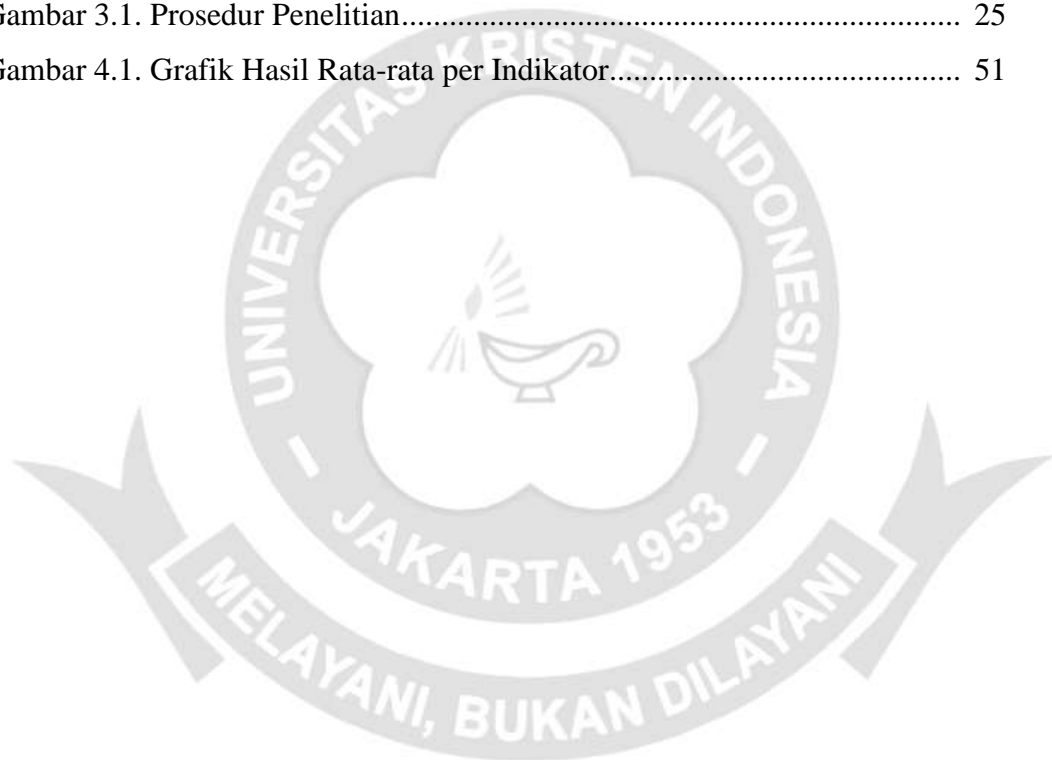 Gambar 3.1. Prosedur Penelitian.................................................................... 25
Gambar 4.1. Grafik Hasil Rata-rata per Indikator.......................................... 51
UNIVERSITAS KRISTEN INDONESIA
- JAKARTA 1953 -
MELAYANI, BUKAN DILAYANI